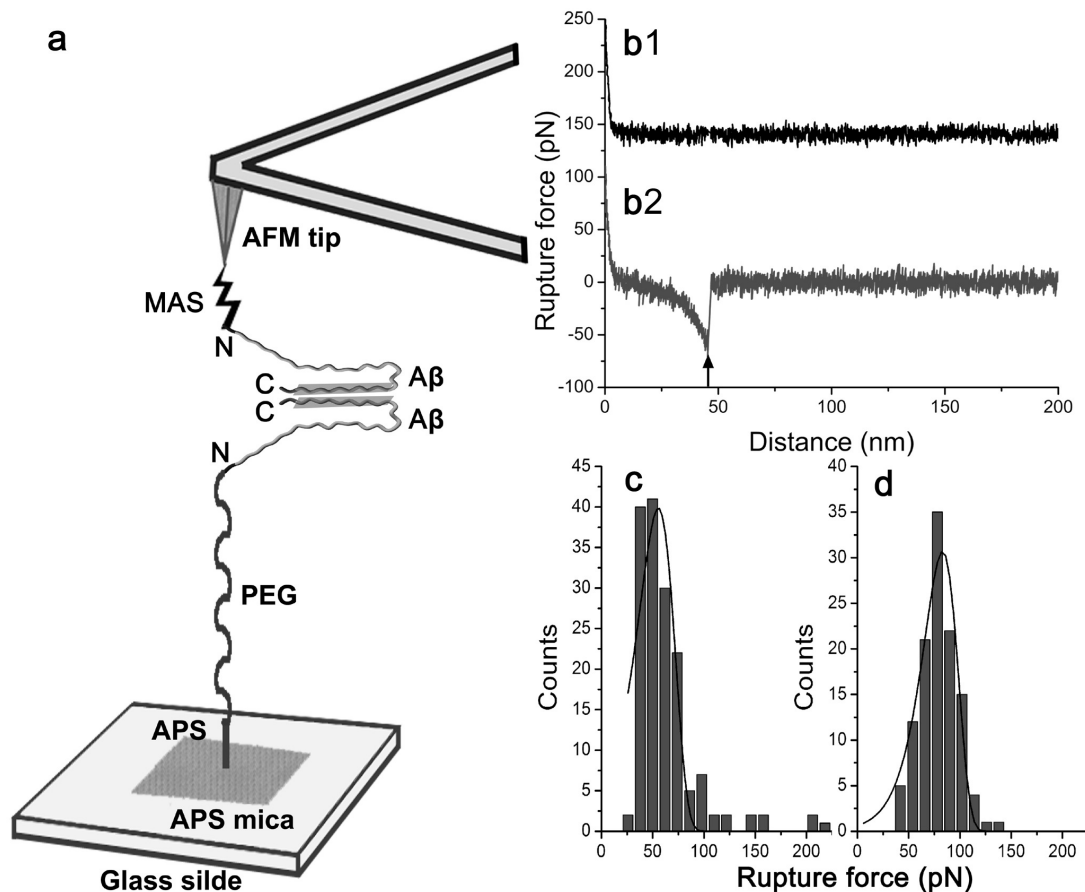 a
AFM tip
MAS
N
C
Aβ
C
Aβ
N
PEG
APS
APS mica
Glass silde
b1
b2
250
200
150
100
50
0
-50
-100
Rupture force (pN)
0
50
100
150
200
Distance (nm)
c
45
40
35
30
25
20
15
10
5
0
Counts
0
50
100
150
200
d
40
35
30
25
20
15
10
5
0
Counts
0
50
100
150
200
Rupture force (pN)